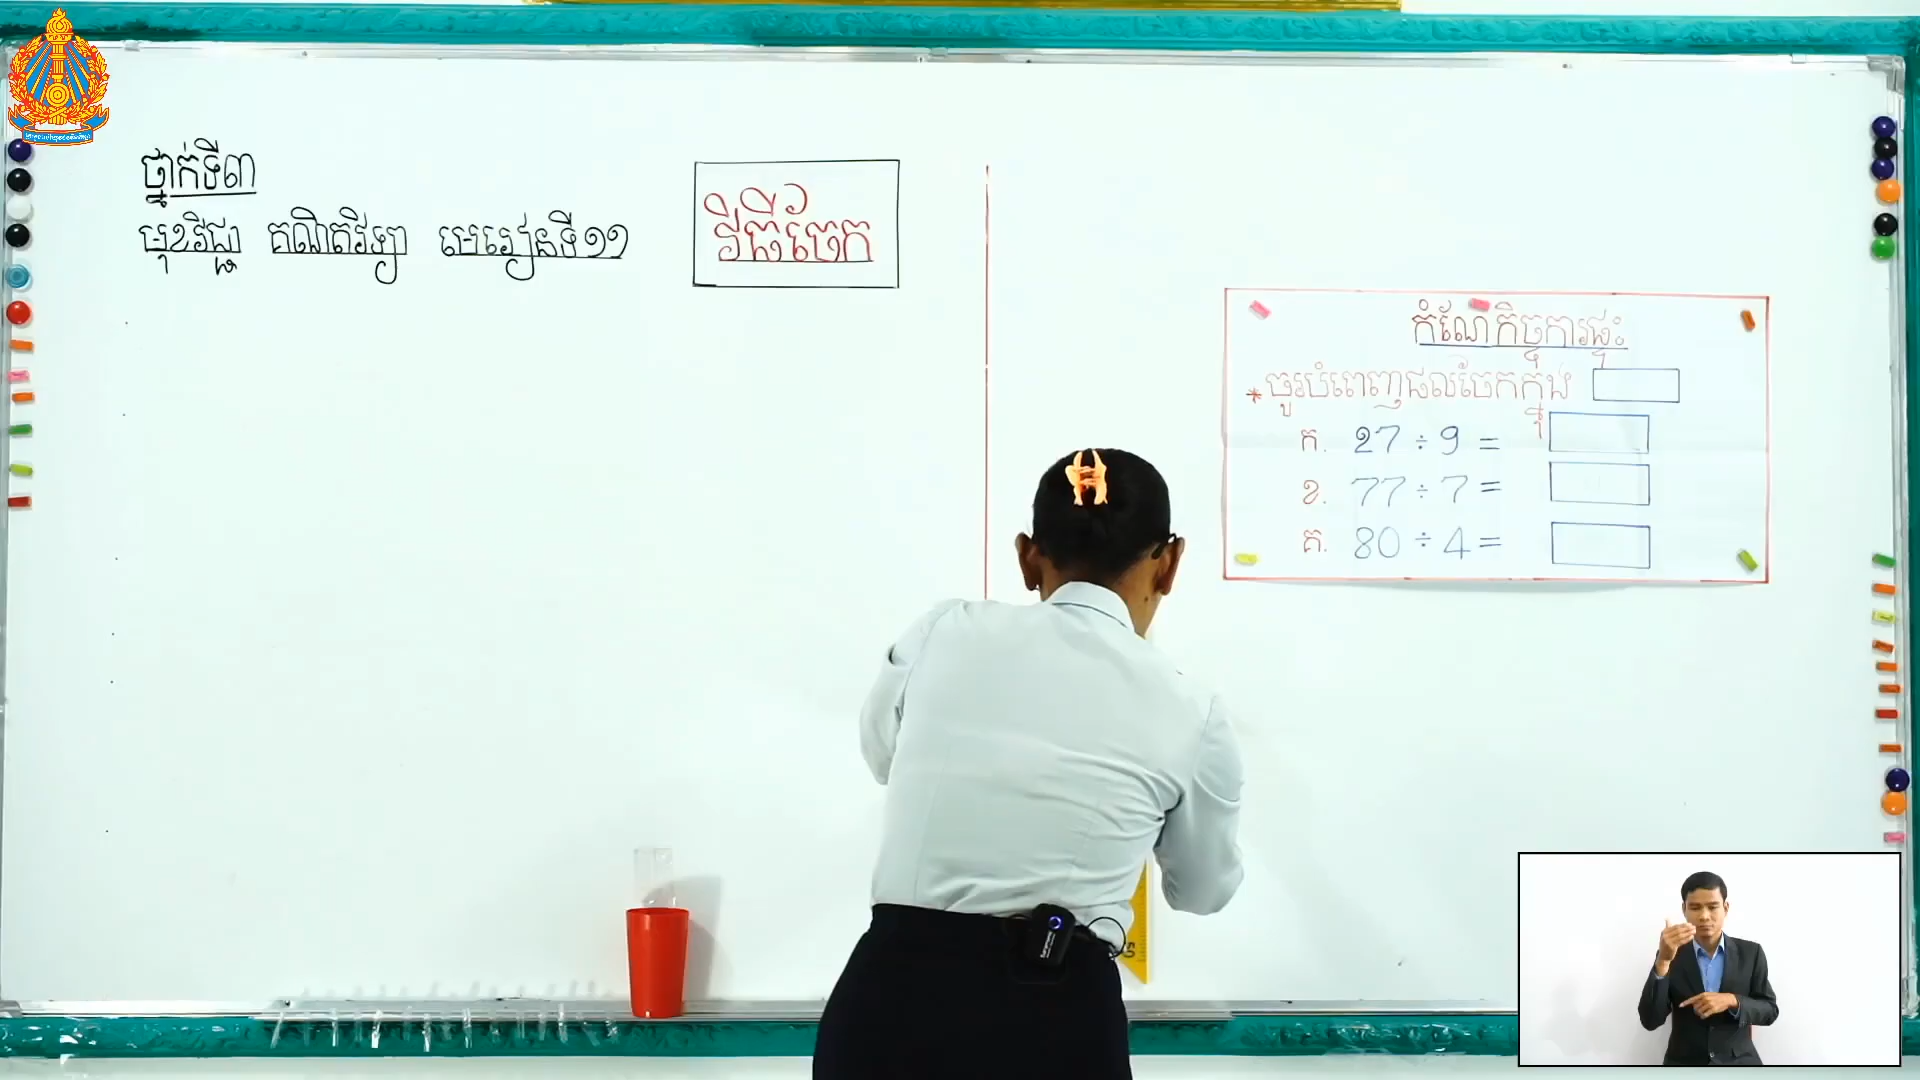 ថ្នាក់ទី៣
មុខវិជ្ជា គណិតវិទ្យា មេរៀនទី១១
វិធីចែក
កំណែកិច្ចការផ្ទះ
* ចូរបំពេញផលចែកក្នុង
ក. 27 ÷ 9 =
ខ. 77 ÷ 7 =
គ. 80 ÷ 4 =